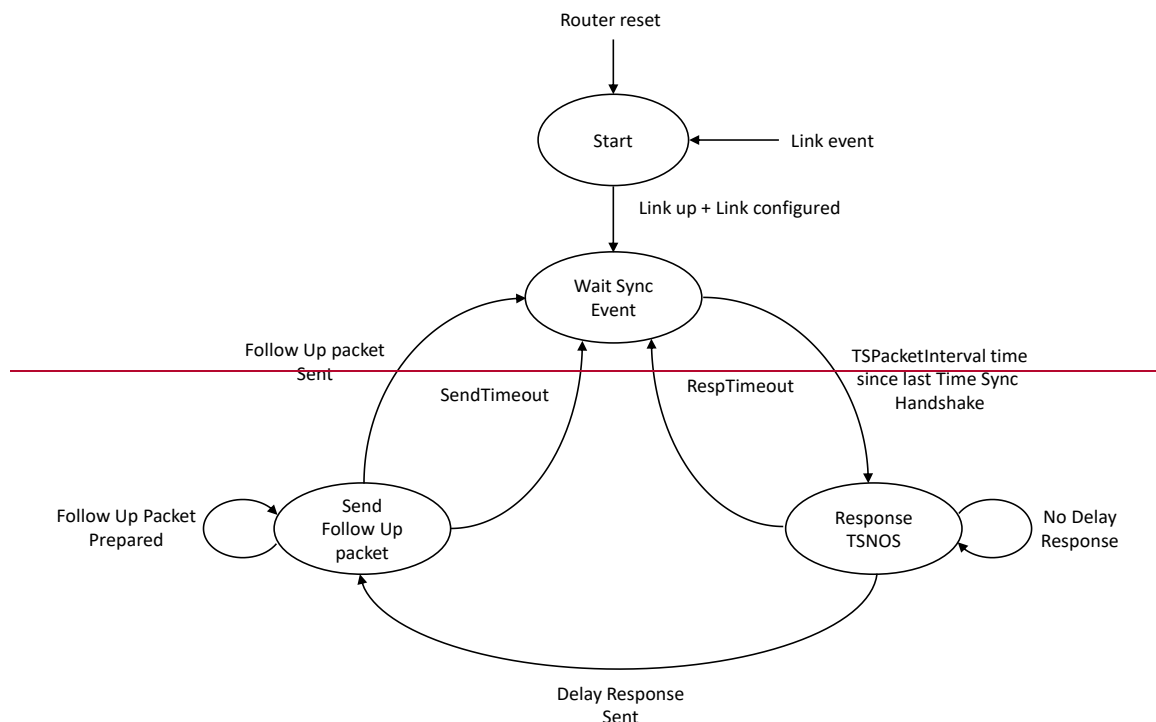 Router reset
Start
Link event
Link up + Link configured
Wait Sync
Event
Follow Up packet
Sent
SendTimeout
RespTimeout
TSPacketInterval time
since last Time Sync
Handshake
Follow Up Packet
Prepared
Send
Follow Up
packet
Response
TSNOS
No Delay
Response
Delay Response
Sent